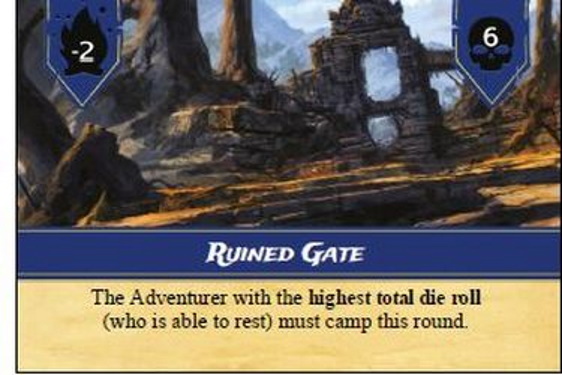 -2
6
RUINED GATE
The Adventurer with the highest total die roll
(who is able to rest) must camp this round.